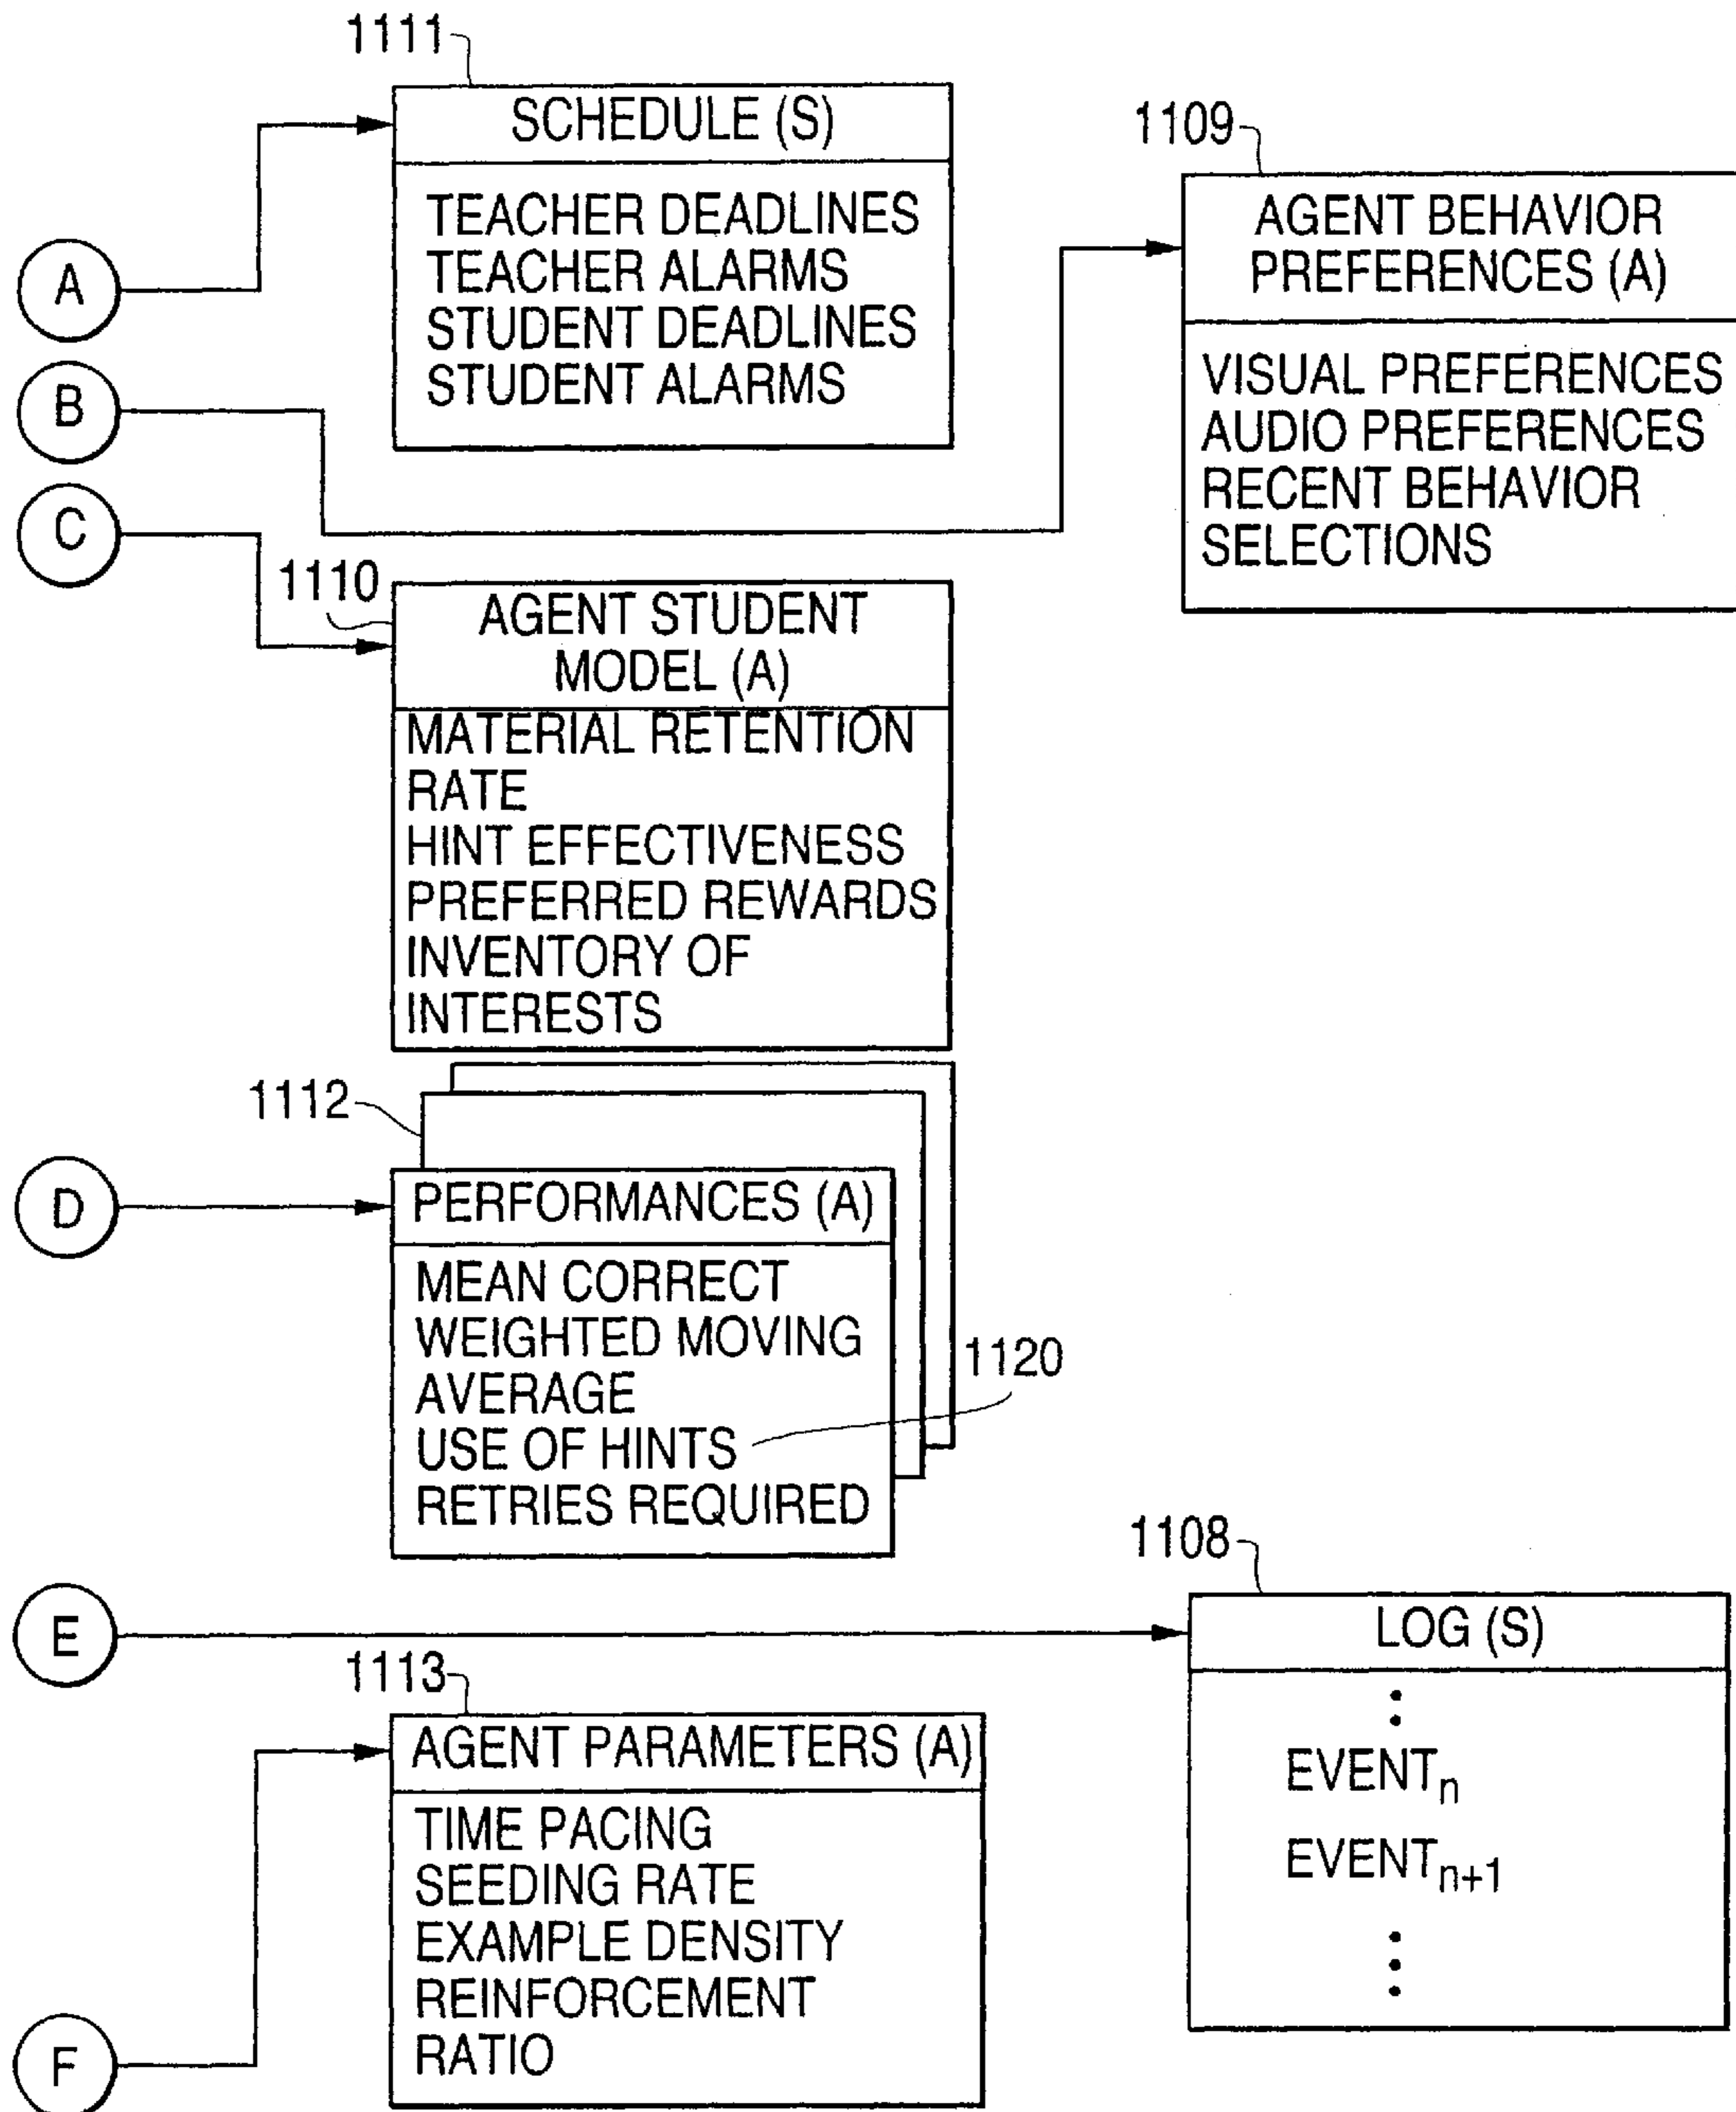 1111
SCHEDULE (S)
TEACHER DEADLINES
TEACHER ALARMS
STUDENT DEADLINES
STUDENT ALARMS
1109
AGENT BEHAVIOR
PREFERENCES (A)
VISUAL PREFERENCES
AUDIO PREFERENCES
RECENT BEHAVIOR
SELECTIONS
A
B
C
1110
AGENT STUDENT
MODEL (A)
MATERIAL RETENTION
RATE
HINT EFFECTIVENESS
PREFERRED REWARDS
INVENTORY OF
INTERESTS
1112
D
PERFORMANCES (A)
MEAN CORRECT
WEIGHTED MOVING
AVERAGE
USE OF HINTS
RETRIES REQUIRED
1120
1108
E
LOG (S)
EVENTn
EVENTn+1
1113
AGENT PARAMETERS (A)
TIME PACING
SEEDING RATE
EXAMPLE DENSITY
REINFORCEMENT
RATIO
F